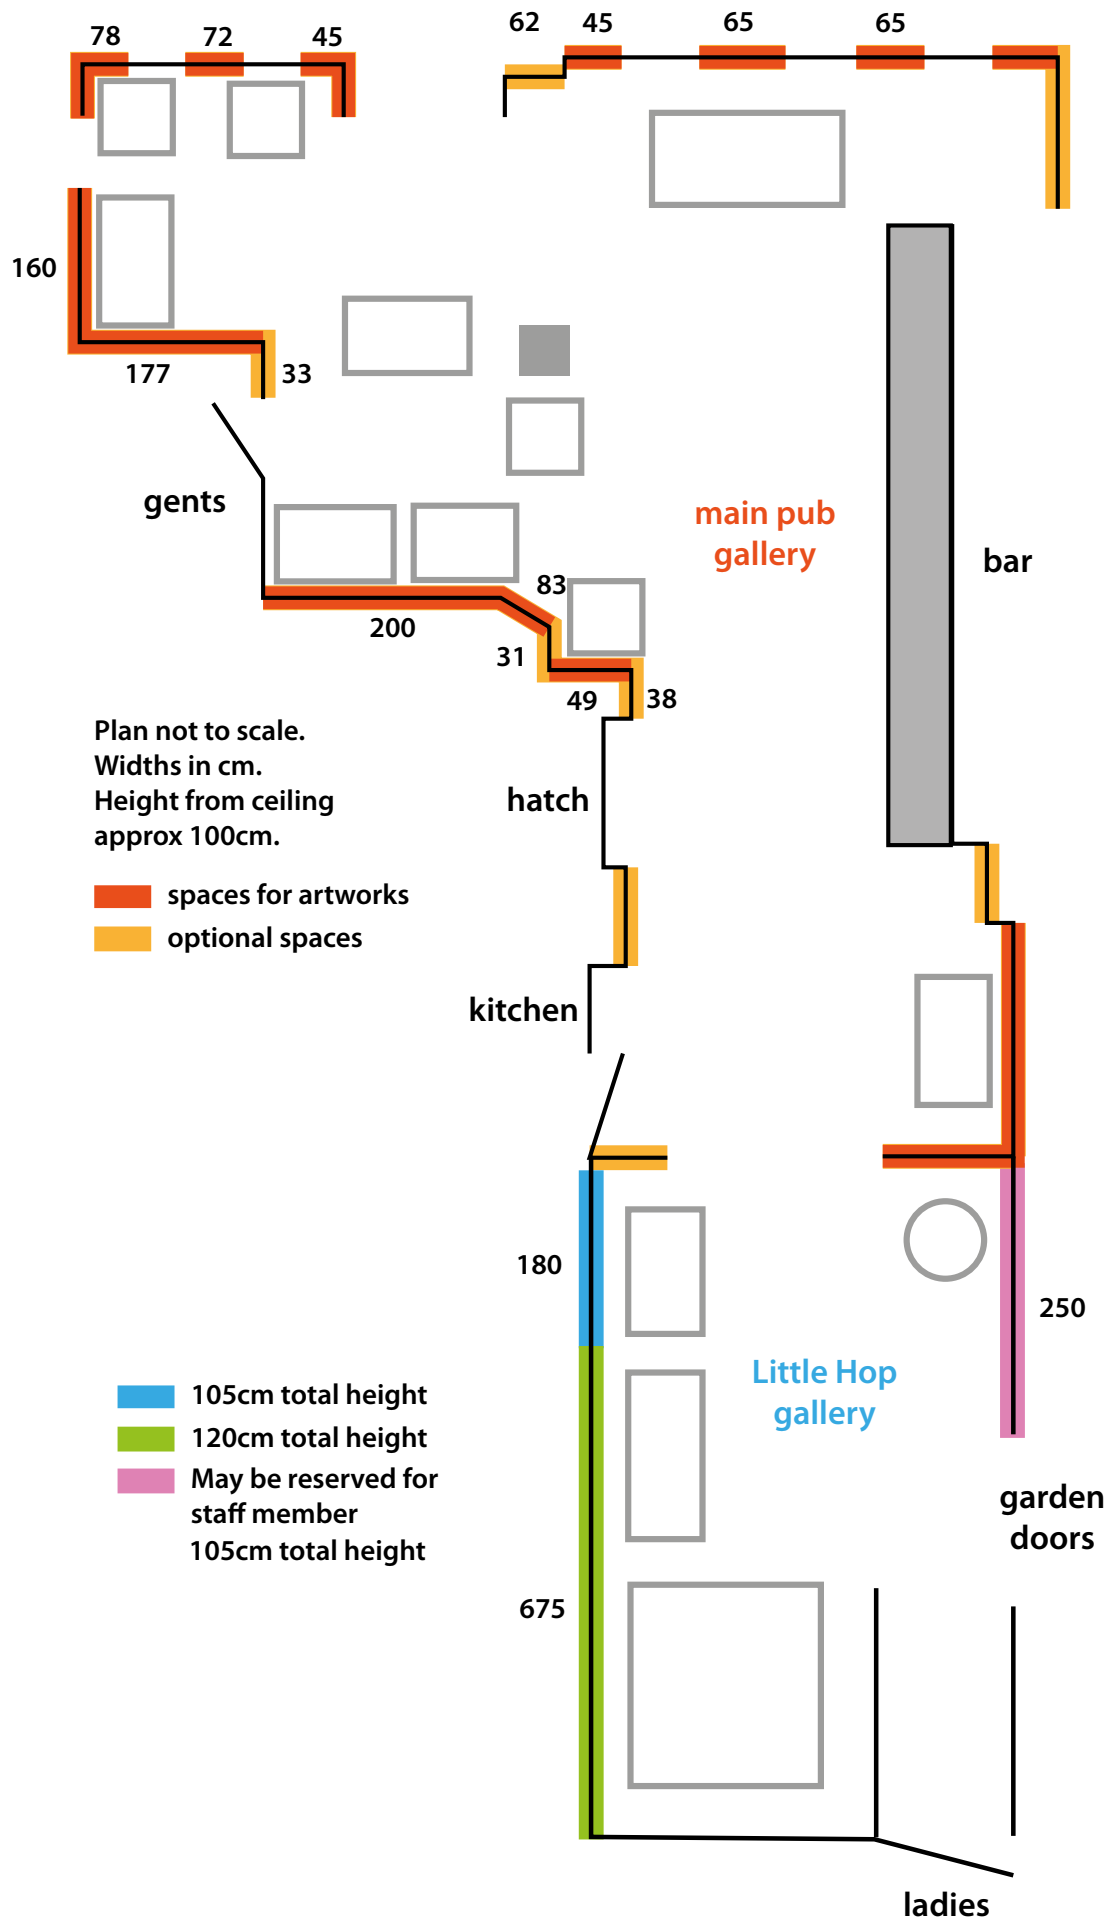 78
72
45
62
45
65
65
160
177
33
gents
main pub
gallery
bar
83
200
31
49
38
Plan not to scale.
Widths in cm.
Height from ceiling
approx 100cm.
hatch
spaces for artworks
optional spaces
kitchen
180
250
Little Hop
gallery
105cm total height
120cm total height
May be reserved for
staff member
105cm total height
garden
doors
675
ladies